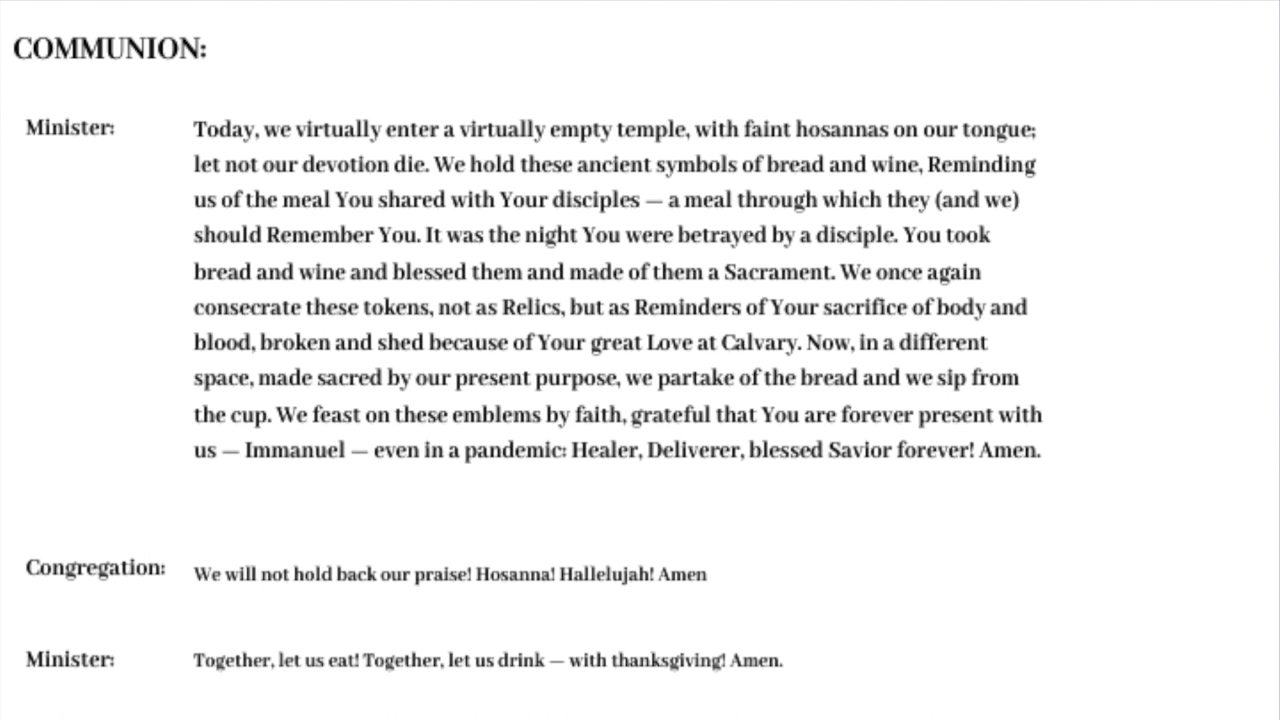 COMMUNION:
Minister: Today, we virtually enter a virtually empty temple, with faint hosannas on our tongue;
let not our devotion die. We hold these ancient symbols of bread and wine, Reminding
us of the meal You shared with Your disciples — a meal through which they (and we)
should Remember You. It was the night You were betrayed by a disciple. You took
bread and wine and blessed them and made of them a Sacrament. We once again
consecrate these tokens, not as Relics, but as Reminders of Your sacrifice of body and
blood, broken and shed because of Your great Love at Calvary. Now, in a different
space, made sacred by our present purpose, we partake of the bread and we sip from
the cup. We feast on these emblems by faith, grateful that You are forever present with
us — Immanuel — even in a pandemic: Healer, Deliverer, blessed Savior forever! Amen.
Congregation: We will not hold back our praise! Hosanna! Hallelujah! Amen
Minister: Together, let us eat! Together, let us drink — with thanksgiving! Amen.